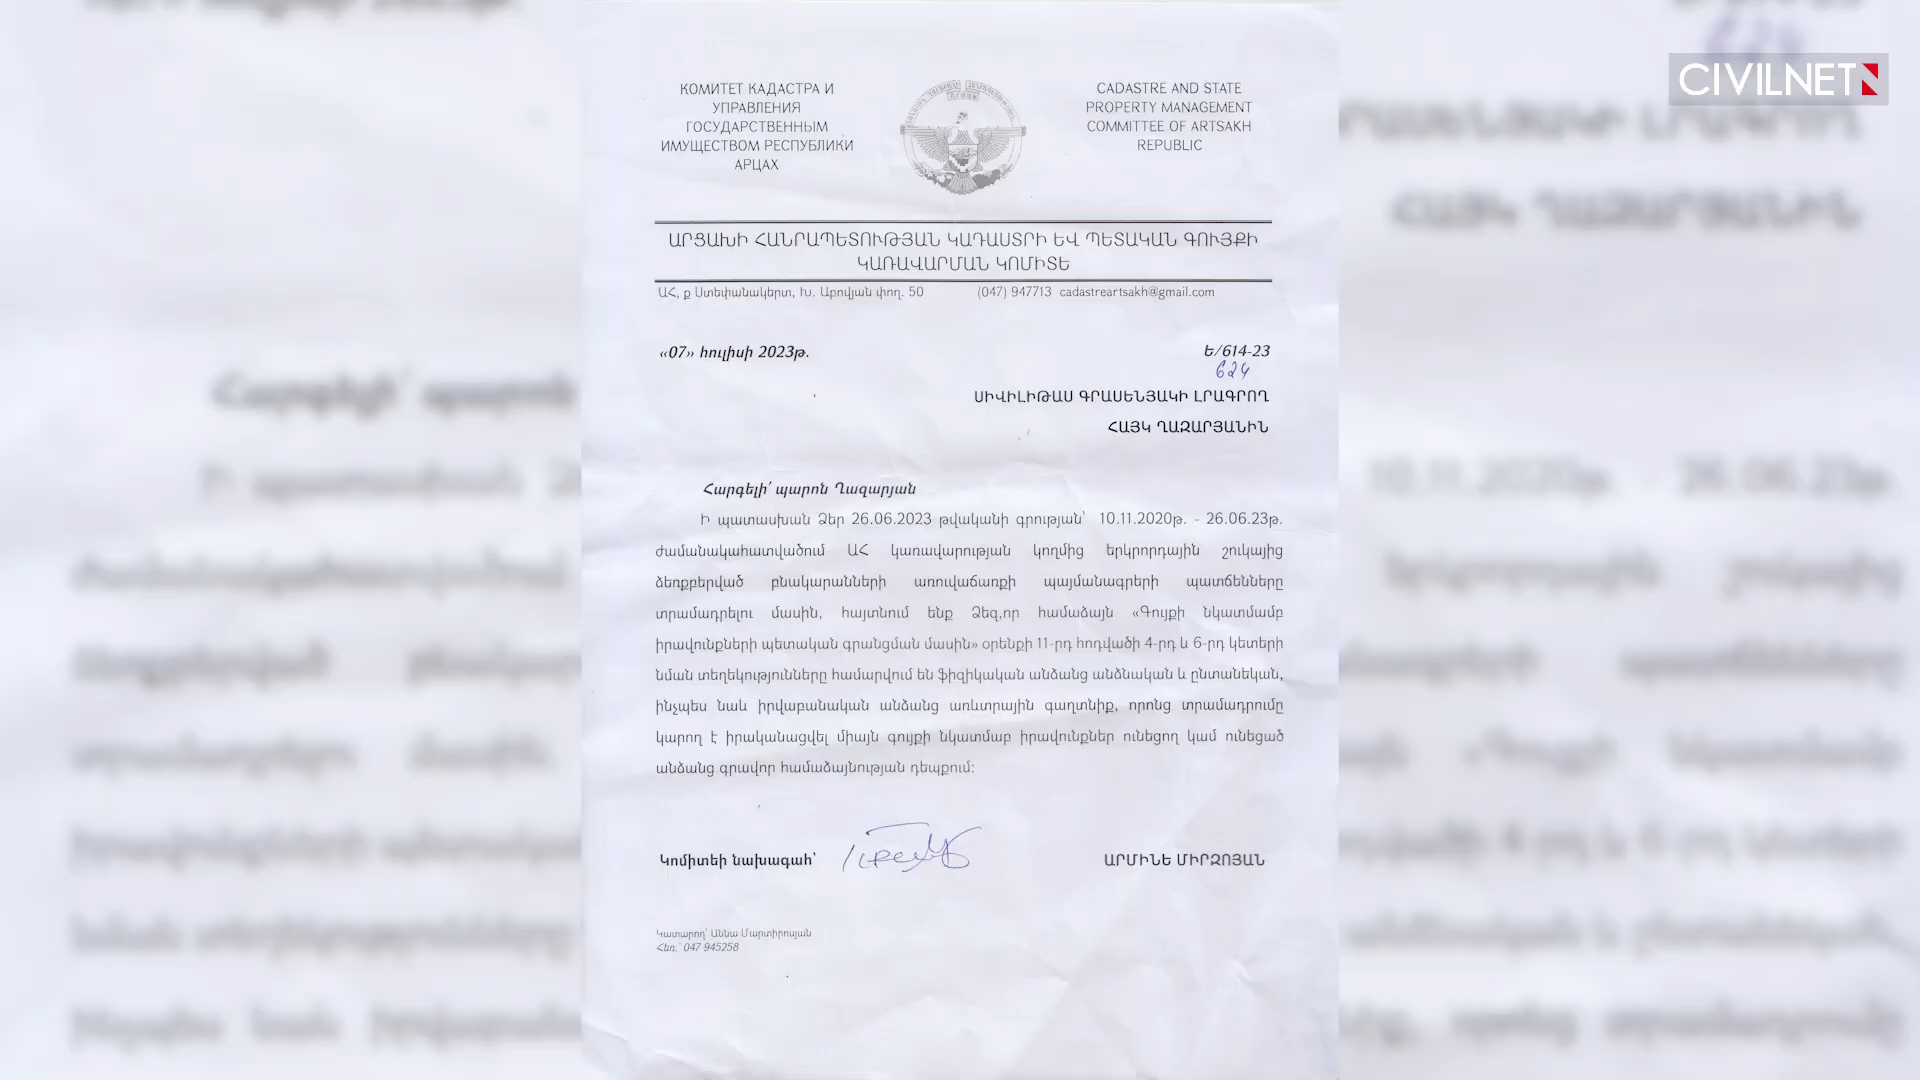 CIVILNET
КОМИТЕТ КАДАСТРА И
УПРАВЛЕНИЯ
ГОСУДАРСТВЕННЫМ
ИМУЩЕСТВОМ РЕСПУБЛИКИ
АРЦАХ
CADASTRE AND STATE
PROPERTY MANAGEMENT
COMMITTEE OF ARTSAKH
REPUBLIC
ԱՐՑԱԽԻ ՀԱՆՐԱՊԵՏՈՒԹՅԱՆ ԿԱԴԱՍՏՐԻ ԵՎ ՊԵՏԱԿԱՆ ԳՈՒՅՔԻ
ԿԱՌԱՎԱՐՄԱՆ ԿՈՄԻՏԵ
ԱՀ, ք Ստեփանակերտ, Խ. Աբովյան փող. 50 (047) 947713 cadastreartsakh@gmail.com
«07» հուլիսի 2023թ. Ե/614-23
624
ՍԻՎԻԼԻԹԱՍ ԳՐԱՍԵՆՅԱԿԻ ԼՐԱԳՐՈՂ
ՀԱՅԿ ՂԱԶԱՐՅԱՆԻՆ
Հարգելի՛ պարոն Ղազարյան
Ի պատասխան Ձեր 26.06.2023 թվականի գրության՝ 10.11.2020թ. - 26.06.23թ.
ժամանակահատվածում ԱՀ կառավարության կողմից երկրորդային շուկայից
ձեռքբերված բնակարանների առուվաճառքի պայմանագրերի պատճենները
տրամադրելու մասին, հայտնում ենք Ձեզ,որ համաձայն «Գույքի նկատմամբ
իրավունքների պետական գրանցման մասին» օրենքի 11-րդ հոդվածի 4-րդ և 6-րդ կետերի
նման տեղեկությունները համարվում են ֆիզիկական անձանց անձնական և ընտանեկան,
ինչպես նաև իրվաբանական անձանց առևտրային գաղտնիք, որոնց տրամադրումը
կարող է իրականացվել միայն գույքի նկատմաբ իրավունքներ ունեցող կամ ունեցած
անձանց գրավոր համաձայնության դեպքում:
Կոմիտեի նախագահ՝ ԱՐՄԻՆԵ ՄԻՐԶՈՅԱՆ
Կատարող՝ Աննա Մարտիրոսյան
Հեռ.՝ 047 945258